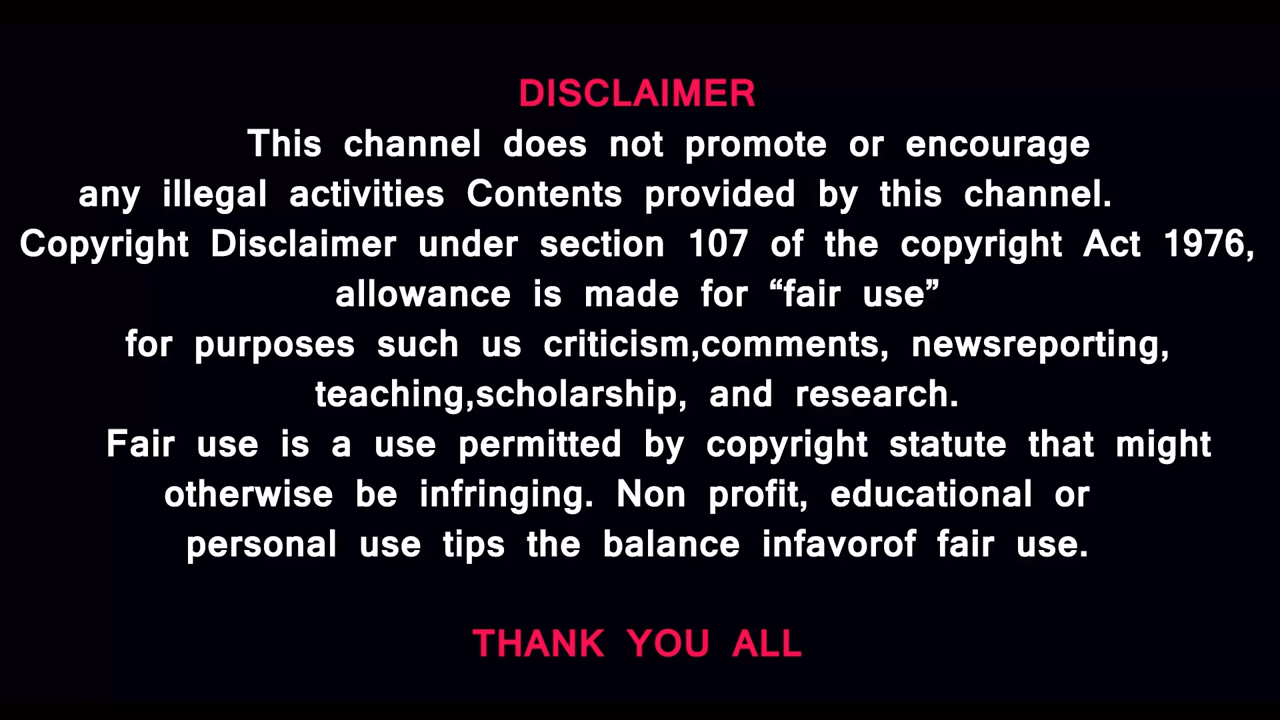 DISCLAIMER
This channel does not promote or encourage
any illegal activities Contents provided by this channel.
Copyright Disclaimer under section 107 of the copyright Act 1976,
allowance is made for “fair use”
for purposes such us criticism,comments, newsreporting,
teaching,scholarship, and research.
Fair use is a use permitted by copyright statute that might
otherwise be infringing. Non profit, educational or
personal use tips the balance infavorof fair use.
THANK YOU ALL